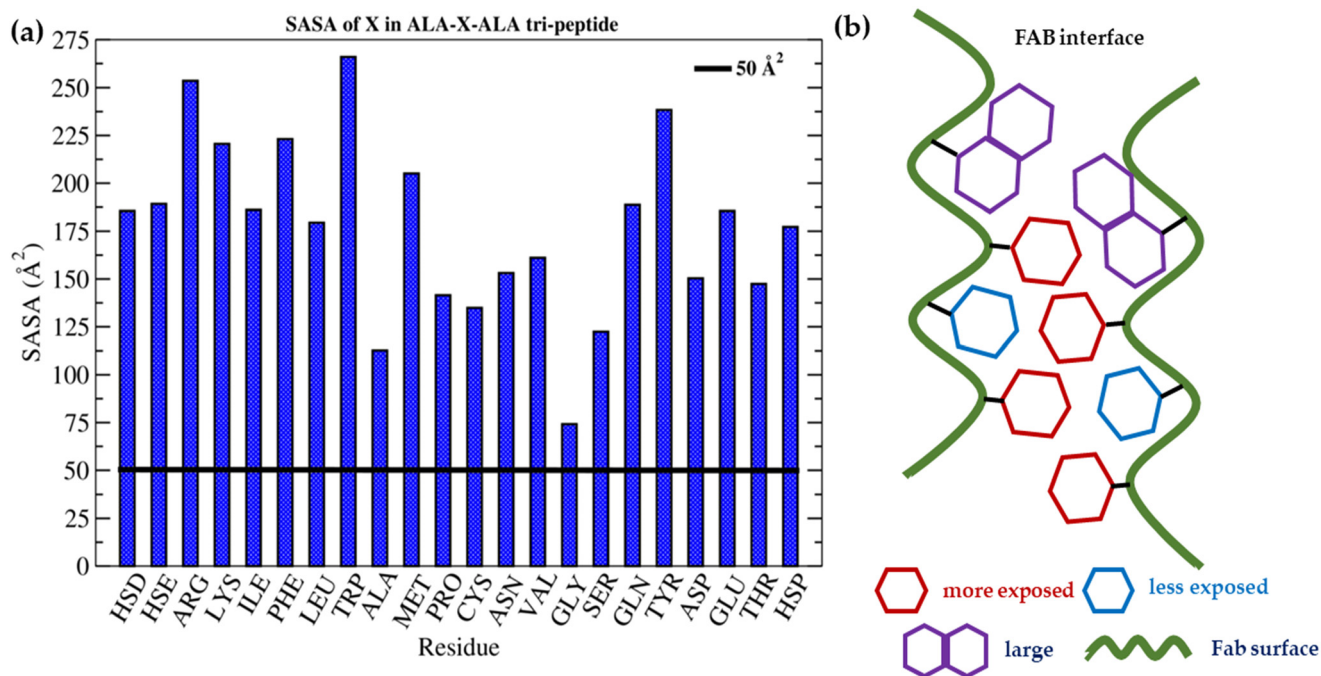 (a)
SASA of X in ALA-X-ALA tri-peptide
50 Å²
SASA (Å²)
275
250
225
200
175
150
125
100
75
50
25
0
HSD HSE ARG LYS ILE PHE LEU TRP ALA MET PRO CYS ASN VAL GLY SER GLN TYR ASP GLU THR HSP
Residue
(b)
FAB interface
more exposed
less exposed
large
Fab surface